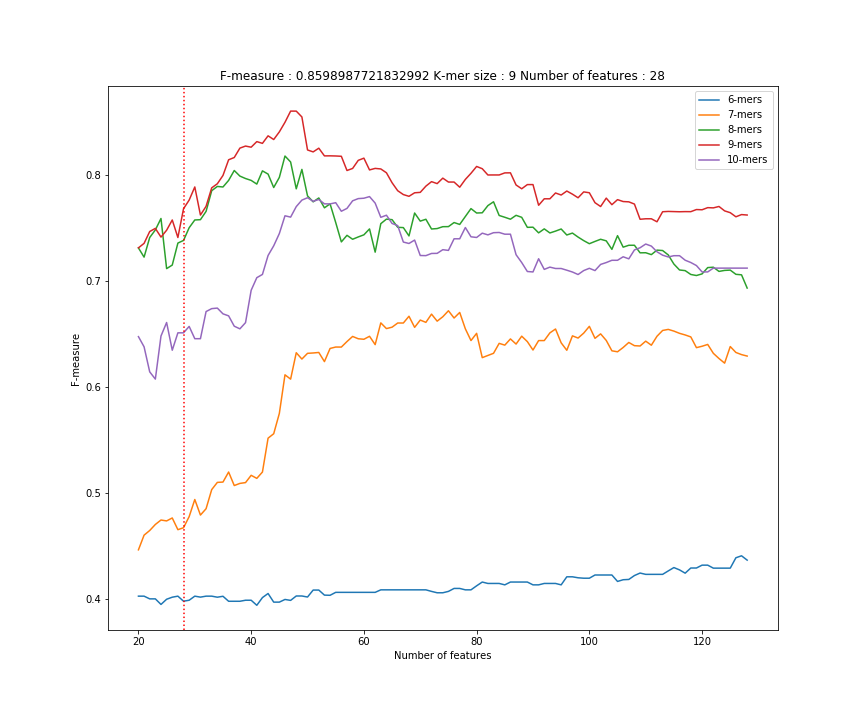 F-measure : 0.8598987721832992 K-mer size : 9 Number of features : 28
6-mers
7-mers
8-mers
9-mers
10-mers
F-measure
0.8
0.7
0.6
0.5
0.4
20 40 60 80 100 120
Number of features